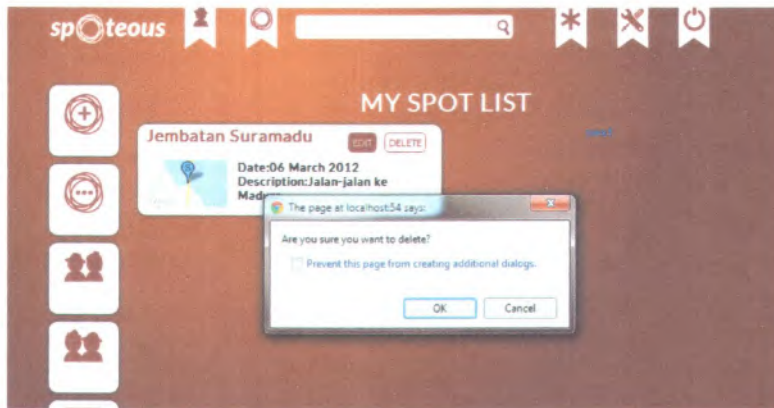 spoteous
MY SPOT LIST
Jembatan Suramadu
EDIT
DELETE
Date:06 March 2012
Description:Jalan-jalan ke
The page at localhost:54 says:
Are you sure you want to delete?
Prevent this page from creating additional dialogs.
OK
Cancel